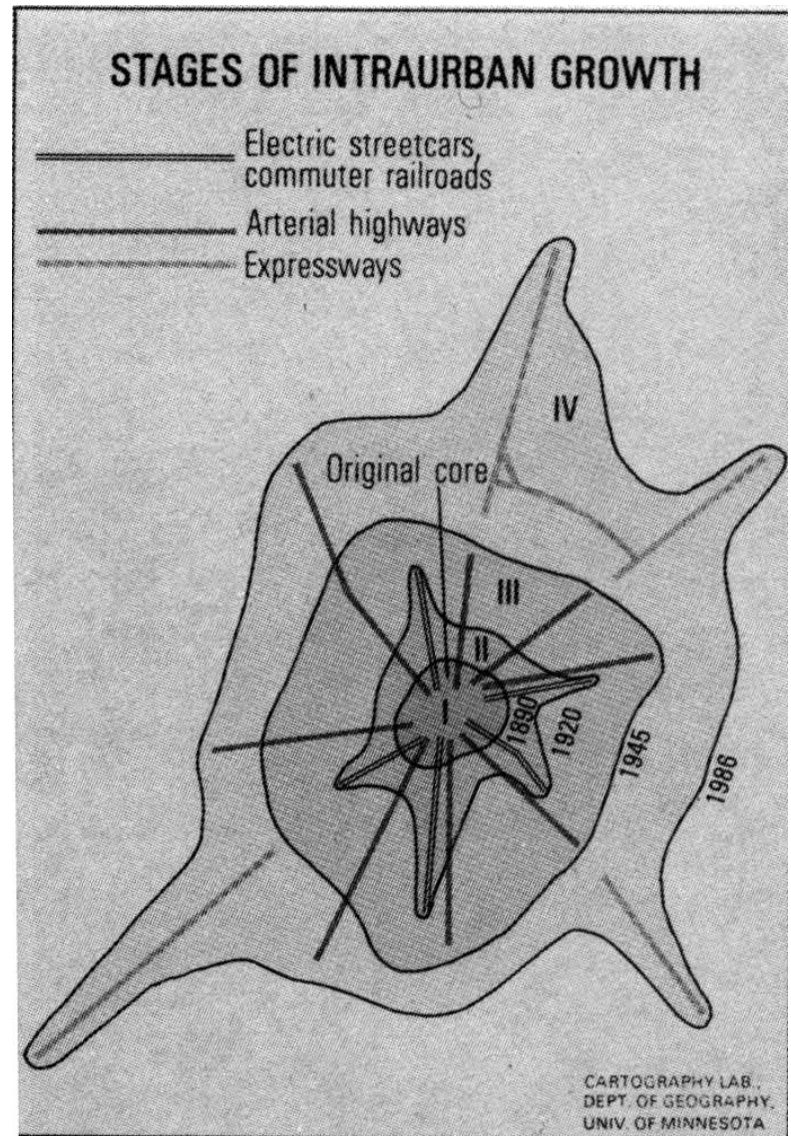 STAGES OF INTRAURBAN GROWTH
Electric streetcars,
commuter railroads
Arterial highways
Expressways
IV
Original core
III
II
I
1890
1920
1945
1986
CARTOGRAPHY LAB.,
DEPT. OF GEOGRAPHY,
UNIV. OF MINNESOTA